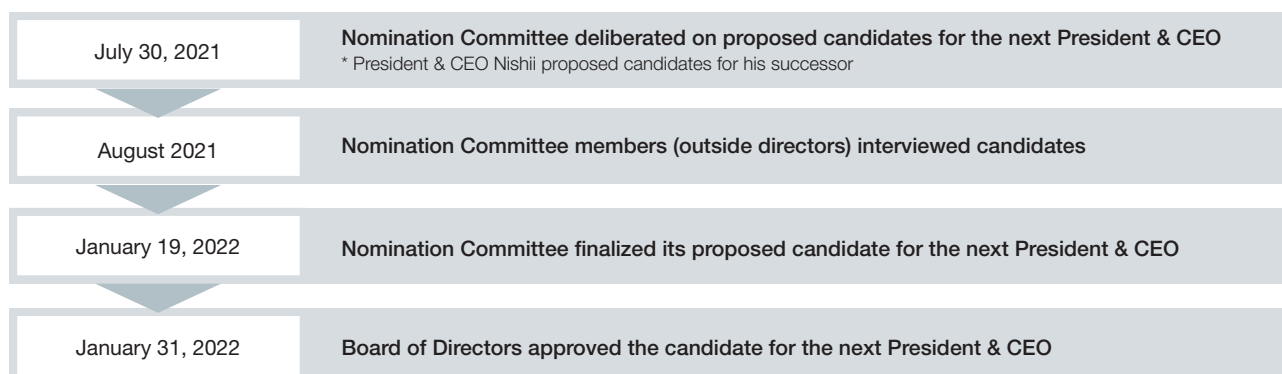 July 30, 2021
Nomination Committee deliberated on proposed candidates for the next President & CEO
* President & CEO Nishii proposed candidates for his successor
August 2021
Nomination Committee members (outside directors) interviewed candidates
January 19, 2022
Nomination Committee finalized its proposed candidate for the next President & CEO
January 31, 2022
Board of Directors approved the candidate for the next President & CEO